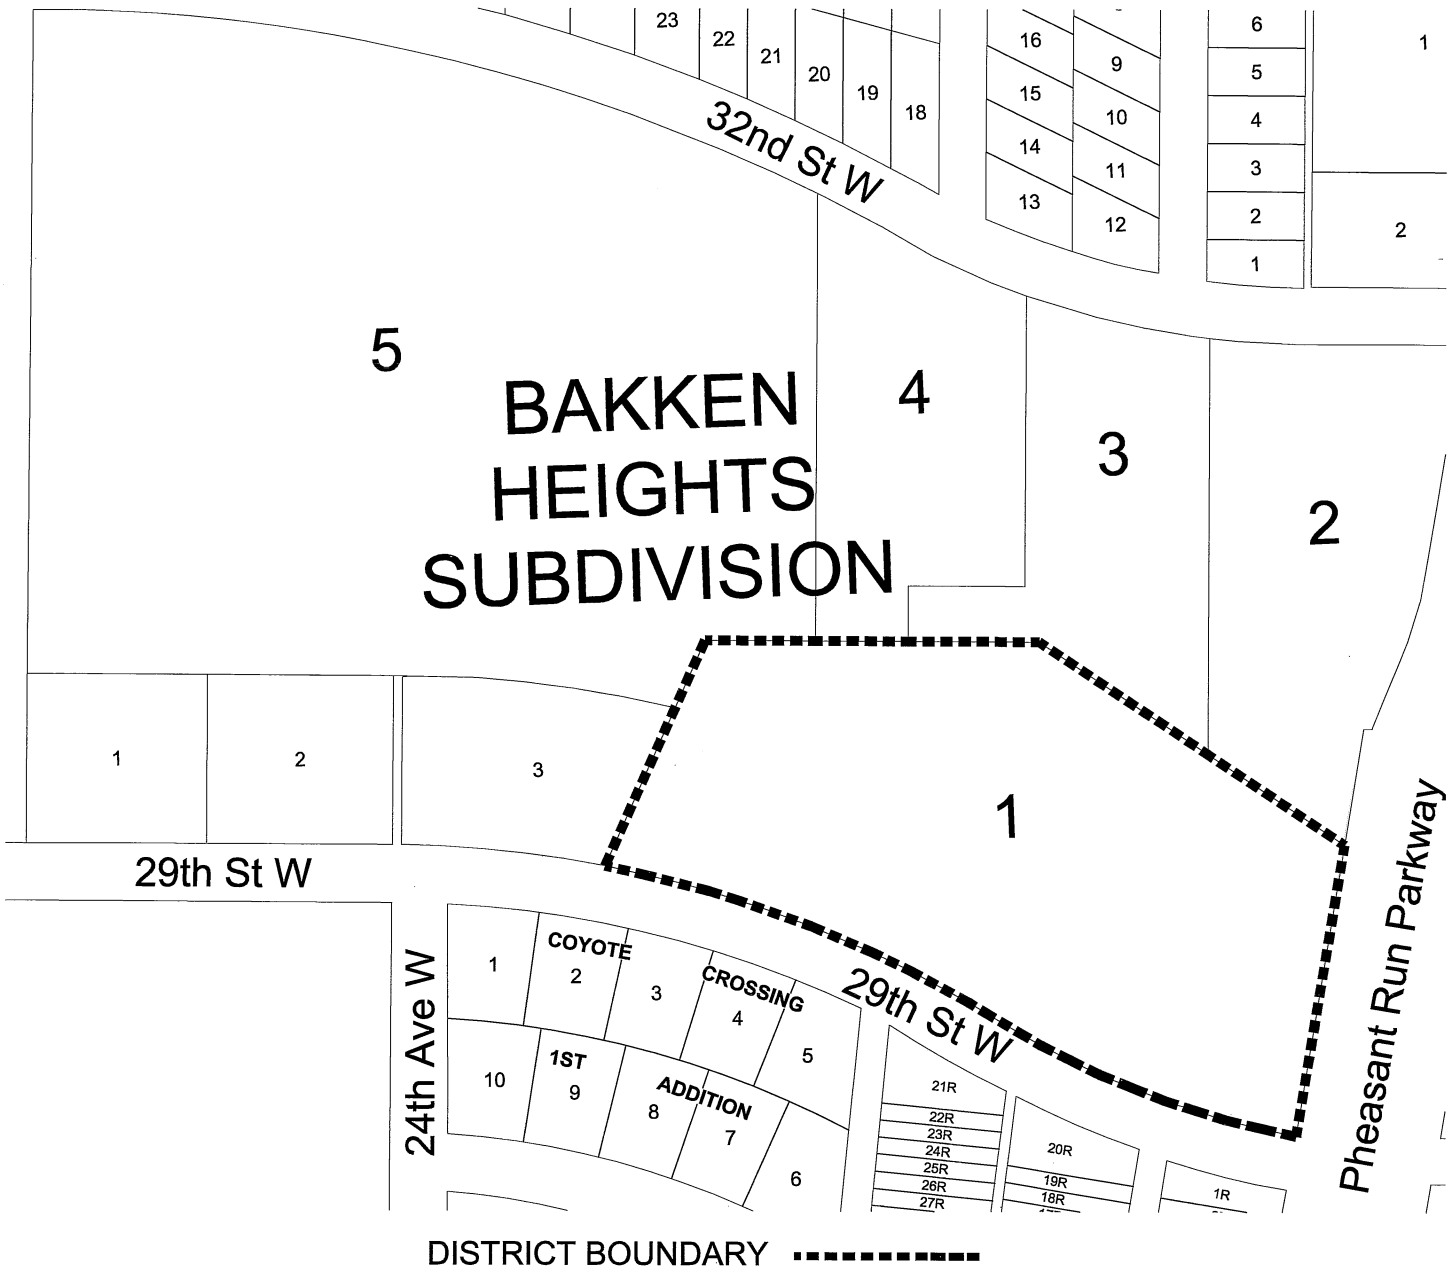 23
22
21
20
19
18
16
15
14
13
9
10
11
12
6
5
4
3
2
1
1
2
32nd St W
5
4
3
2
BAKKEN
HEIGHTS
SUBDIVISION
1
2
3
1
29th St W
24th Ave W
Pheasant Run Parkway
29th St W
COYOTE
CROSSING
1
2
3
4
5
1ST
ADDITION
10
9
8
7
6
21R
22R
23R
24R
25R
26R
27R
20R
19R
18R
1R
DISTRICT BOUNDARY